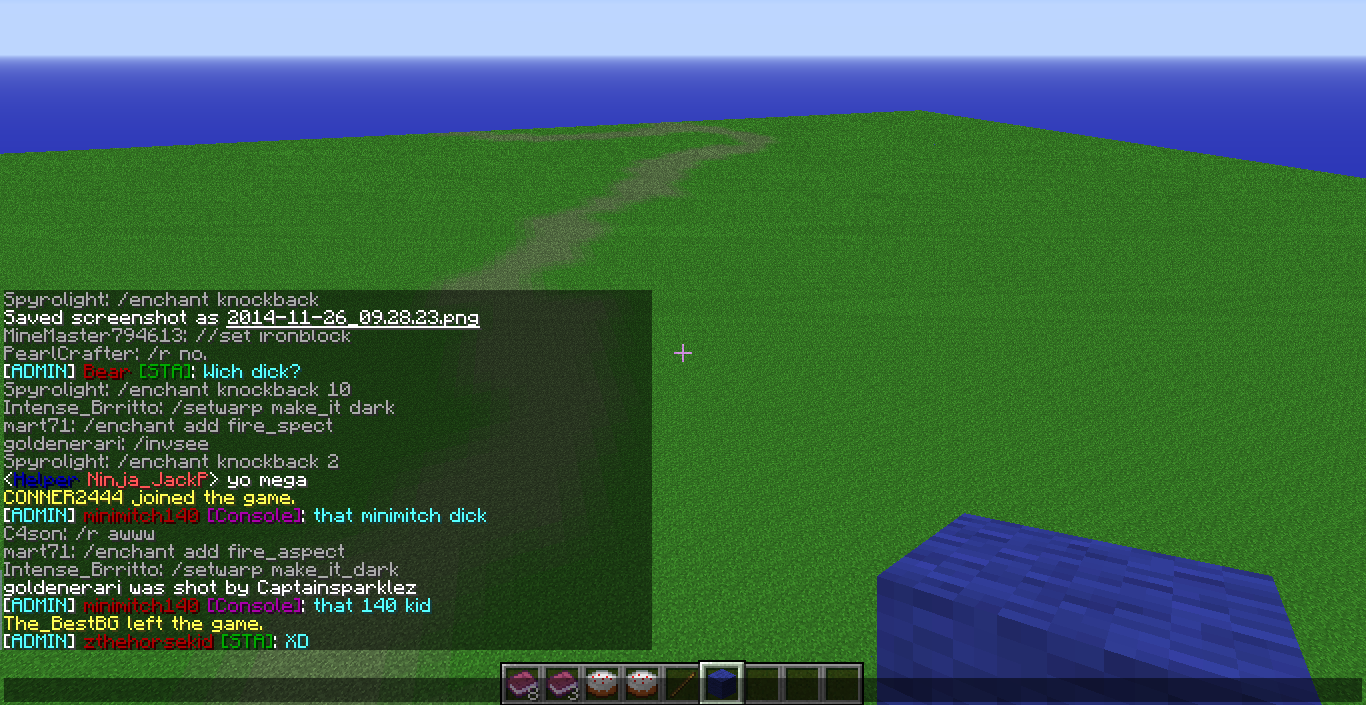 Spyrolight: /enchant knockback
Saved screenshot as 2014-11-26_09.28.23.png
MineMaster794613: //set ironblock
PearlCrafter: /r no.
[ADMIN] Bear [STA]: Wich dick?
Spyrolight: /enchant knockback 10
Intense_Brritto: /setwarp make_it dark
mart71: /enchant add fire_spect
goldenerari: /invsee
Spyrolight: /enchant knockback 2
<Helper Ninja_JackP> yo mega
CONNER2444 joined the game.
[ADMIN] minimitch140 [Console]: that minimitch dick
C4son: /r awww
mart71: /enchant add fire_aspect
Intense_Brritto: /setwarp make_it_dark
goldenerari was shot by Captainsparklez
[ADMIN] minimitch140 [Console]: that 140 kid
The_BestBG left the game.
[ADMIN] zthehorsekid [STA]: XD
8 3